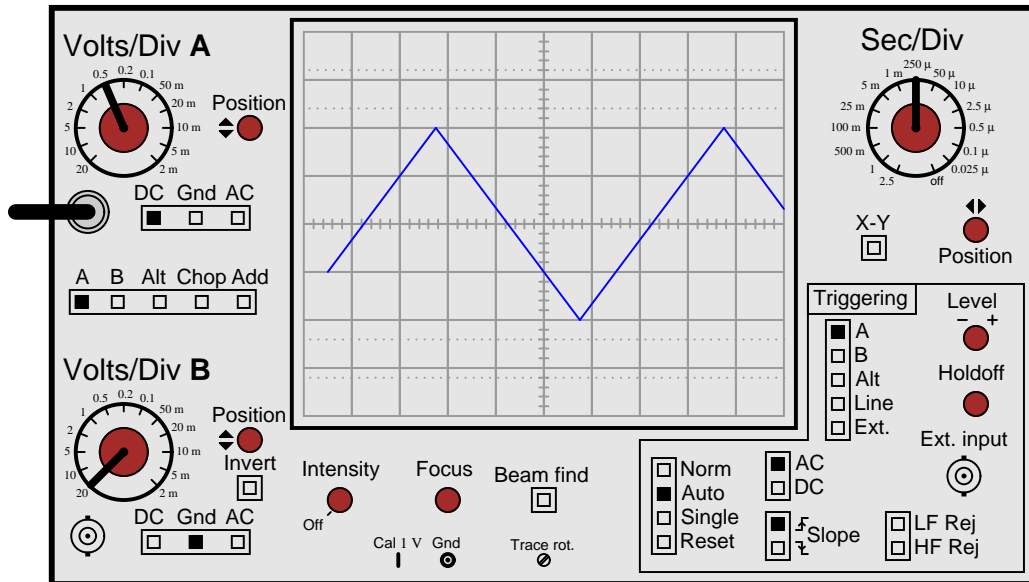 Volts/Div A
0.5 0.2 0.1
1 50 m
2 20 m
5 10 m
10 5 m
20 2 m
Position
DC Gnd AC
A B Alt Chop Add
Volts/Div B
0.5 0.2 0.1
1 50 m
2 20 m
5 10 m
10 5 m
20 2 m
Position
Invert
DC Gnd AC
Intensity
Off
Focus
Beam find
Cal 1 V Gnd
Trace rot.
Sec/Div
250 µ
1 m 50 µ
5 m 10 µ
25 m 2.5 µ
100 m 0.5 µ
500 m 0.1 µ
1 0.025 µ
2.5 off
X-Y
Position
Triggering
A
B
Alt
Line
Ext.
Level
− +
Holdoff
Ext. input
Norm
Auto
Single
Reset
AC
DC
Slope
LF Rej
HF Rej